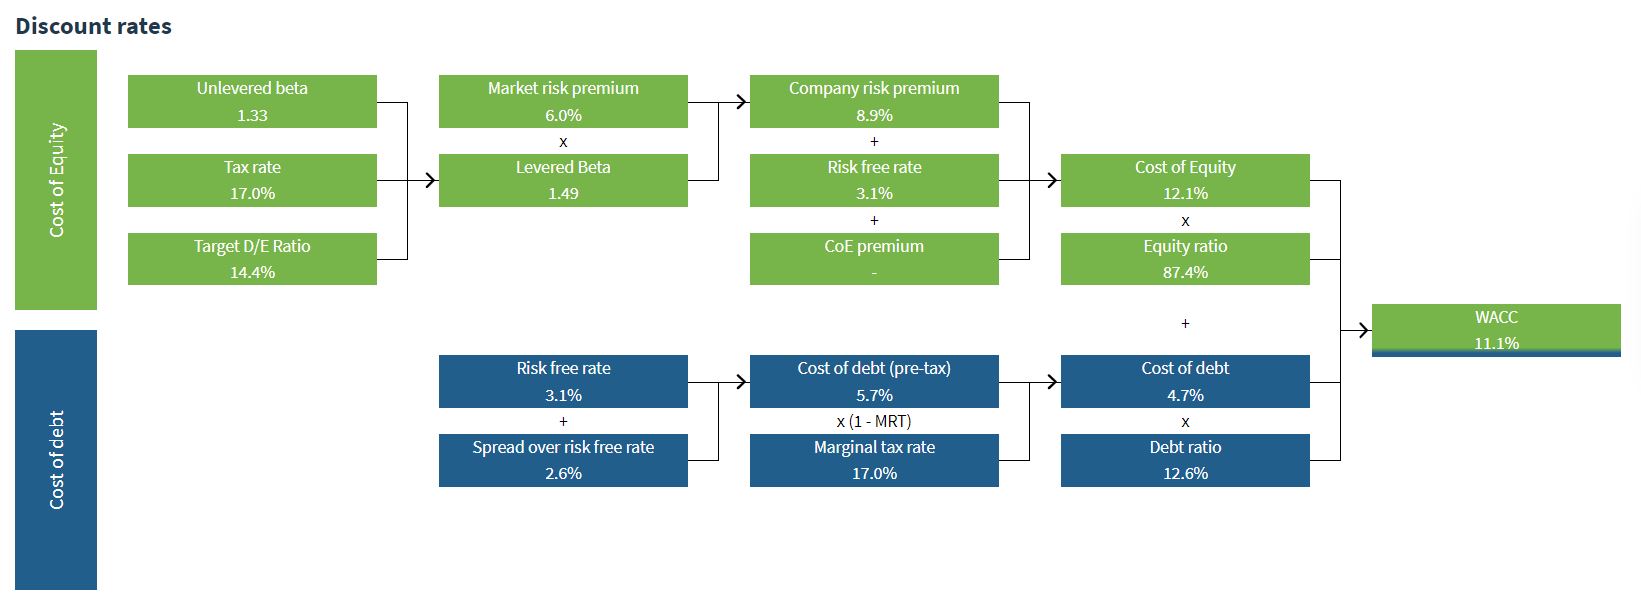 Discount rates
Cost of Equity
Unlevered beta
1.33
Tax rate
17.0%
Target D/E Ratio
14.4%
Market risk premium
6.0%
x
Levered Beta
1.49
Company risk premium
8.9%
+
Risk free rate
3.1%
+
CoE premium
-
Cost of Equity
12.1%
x
Equity ratio
87.4%
+
WACC
11.1%
Cost of debt
Risk free rate
3.1%
+
Spread over risk free rate
2.6%
Cost of debt (pre-tax)
5.7%
x (1 - MRT)
Marginal tax rate
17.0%
Cost of debt
4.7%
x
Debt ratio
12.6%